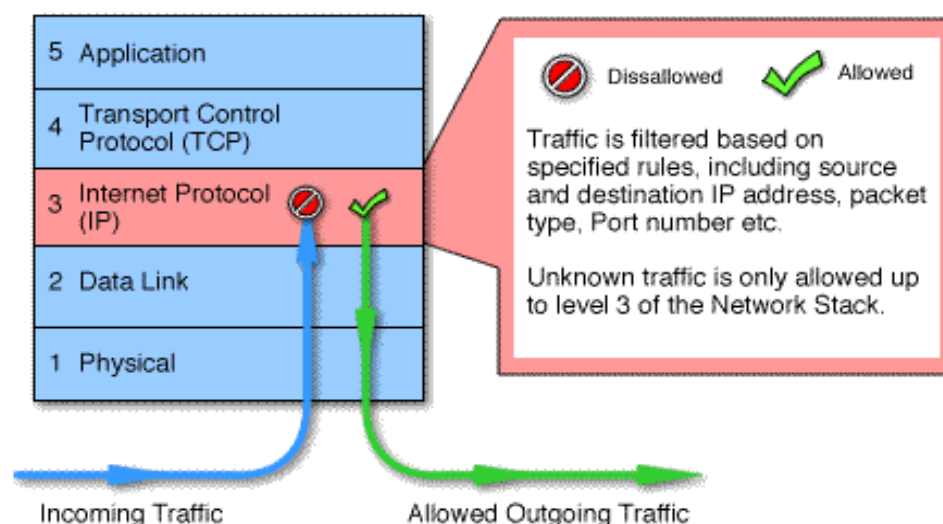 5 Application
4 Transport Control
Protocol (TCP)
3 Internet Protocol
(IP)
2 Data Link
1 Physical
Dissallowed
Allowed
Traffic is filtered based on
specified rules, including source
and destination IP address, packet
type, Port number etc.
Unknown traffic is only allowed up
to level 3 of the Network Stack.
Incoming Traffic
Allowed Outgoing Traffic